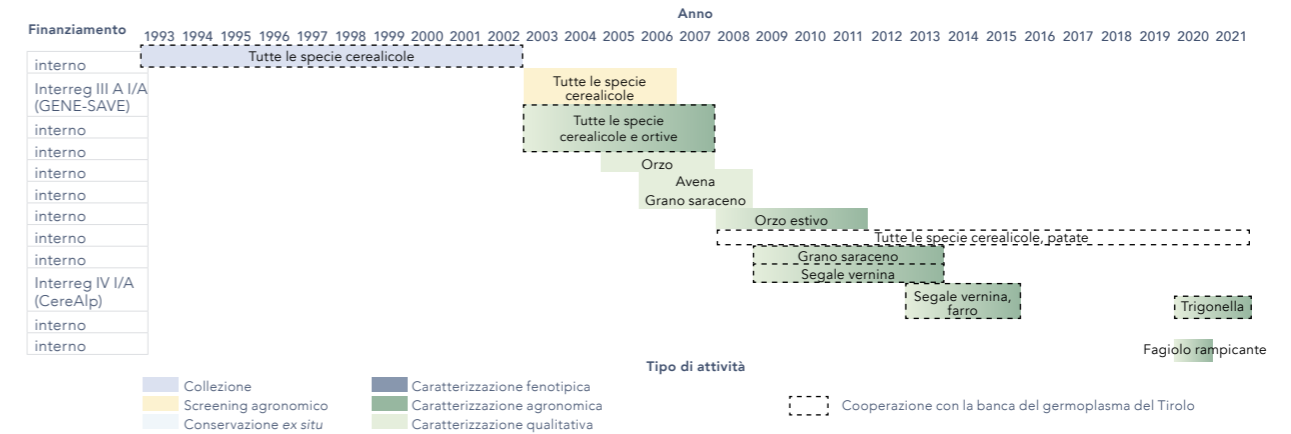 Anno
Finanziamento
1993 1994 1995 1996 1997 1998 1999 2000 2001 2002 2003 2004 2005 2006 2007 2008 2009 2010 2011 2012 2013 2014 2015 2016 2017 2018 2019 2020 2021
interno
Tutte le specie cerealicole
Interreg III A I/A
(GENE-SAVE)
Tutte le specie
cerealicole
interno
Tutte le specie
cerealicole e ortive
interno
interno
Orzo
interno
Avena
Grano saraceno
interno
Orzo estivo
interno
Tutte le specie cerealicole, patate
interno
Grano saraceno
Segale vernina
Interreg IV I/A
(CereAlp)
Segale vernina,
farro
Trigonella
interno
interno
Fagiolo rampicante
Tipo di attività
Collezione
Screening agronomico
Conservazione ex situ
Caratterizzazione fenotipica
Caratterizzazione agronomica
Caratterizzazione qualitativa
Cooperazione con la banca del germoplasma del Tirolo